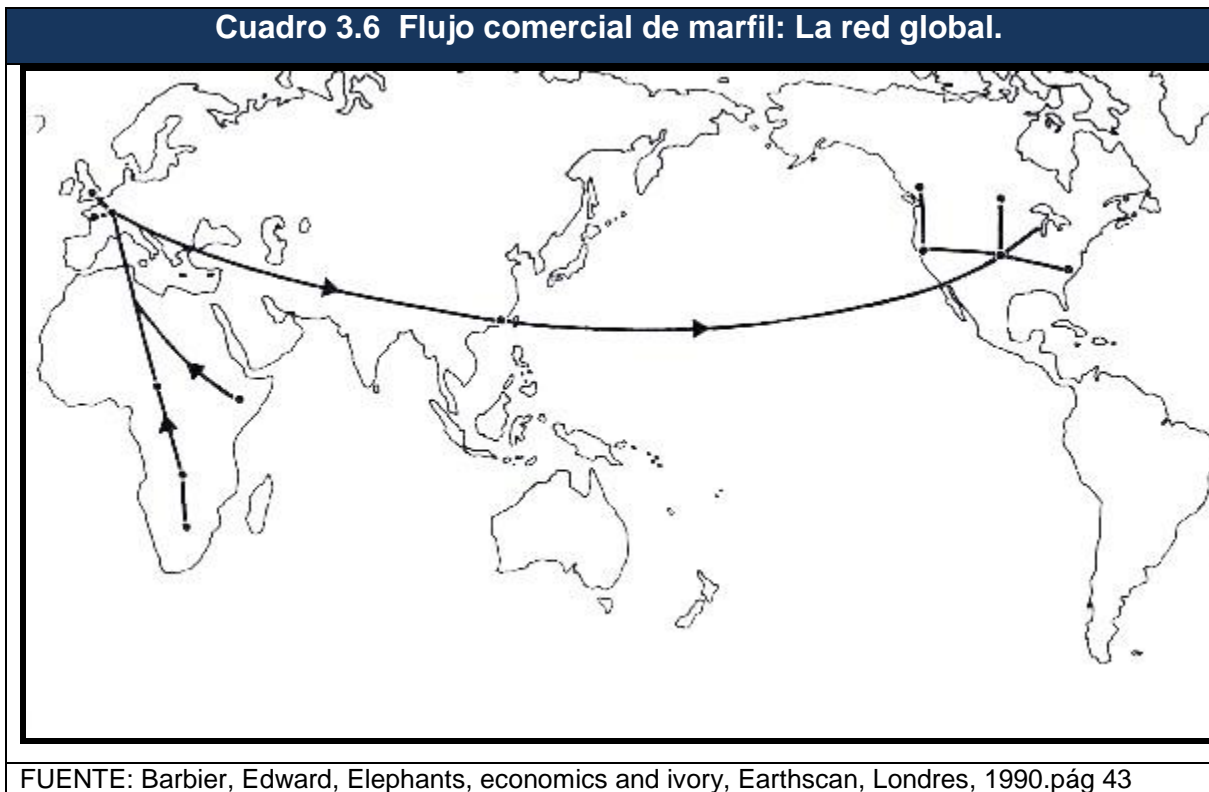 Cuadro 3.6 Flujo comercial de marfil: La red global.
FUENTE: Barbier, Edward, Elephants, economics and ivory, Earthscan, Londres, 1990.pág 43